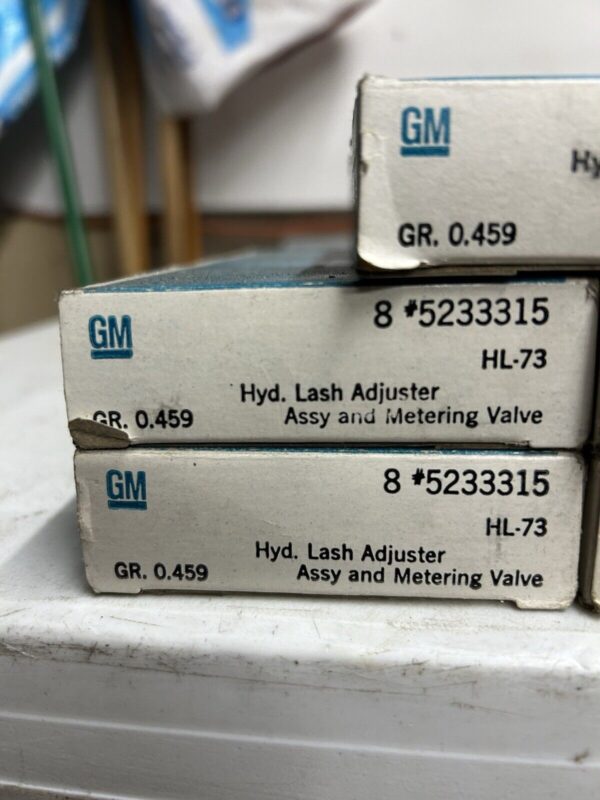 GM
Hy
GR. 0.459
GM
8 #5233315
HL-73
Hyd. Lash Adjuster
GR. 0.459 Assy and Metering Valve
GM
8 #5233315
HL-73
Hyd. Lash Adjuster
GR. 0.459 Assy and Metering Valve